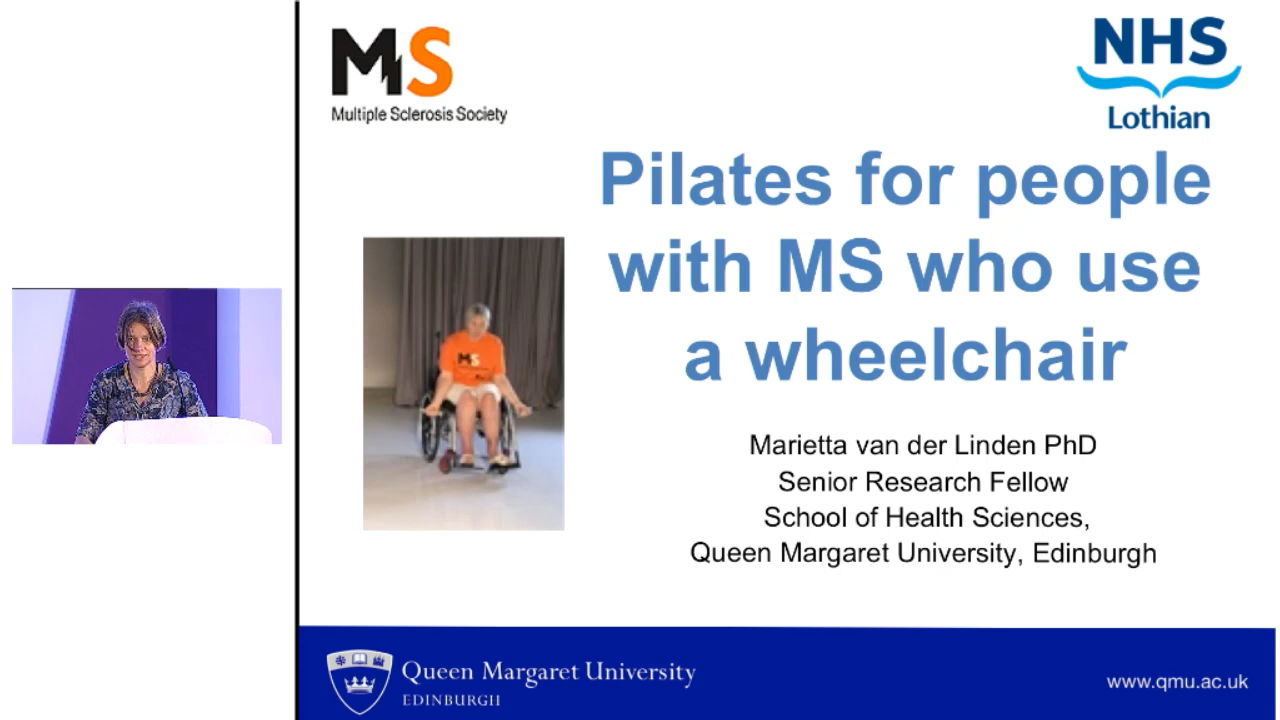 MS
Multiple Sclerosis Society
NHS
Lothian
Pilates for people
with MS who use
a wheelchair
MS
Marietta van der Linden PhD
Senior Research Fellow
School of Health Sciences,
Queen Margaret University, Edinburgh
Queen Margaret University
EDINBURGH
www.qmu.ac.uk